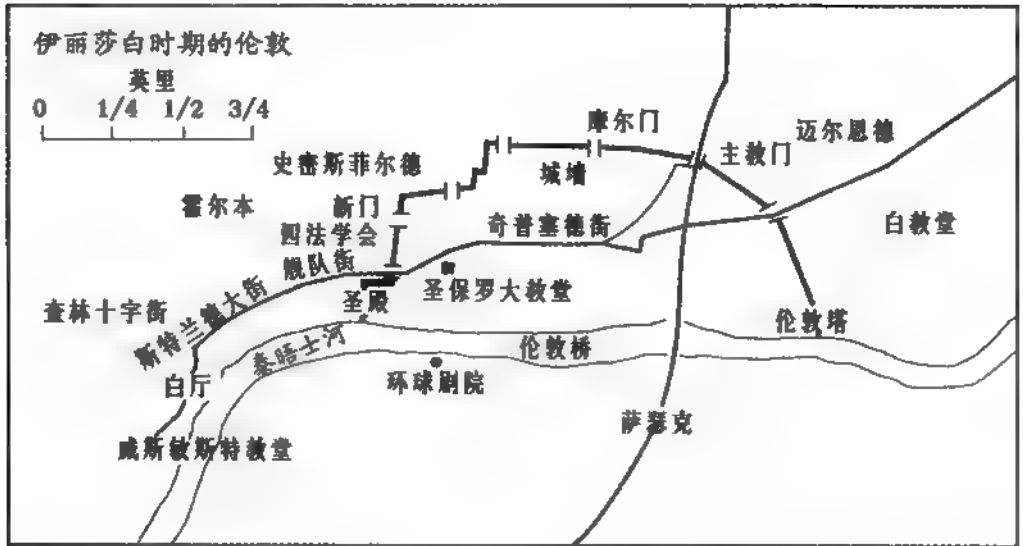 伊丽莎白时期的伦敦
英里
0 1/4 1/2 3/4
摩尔门
迈尔恩德
主教门
史密斯菲尔德
城墙
霍尔本
新门
四法学会
奇普塞德街
白教堂
舰队街
圣保罗大教堂
圣殿
查林十字街
斯特兰德大街
伦敦塔
泰晤士河
伦敦桥
环球剧院
白厅
萨瑟克
威斯敏斯特教堂